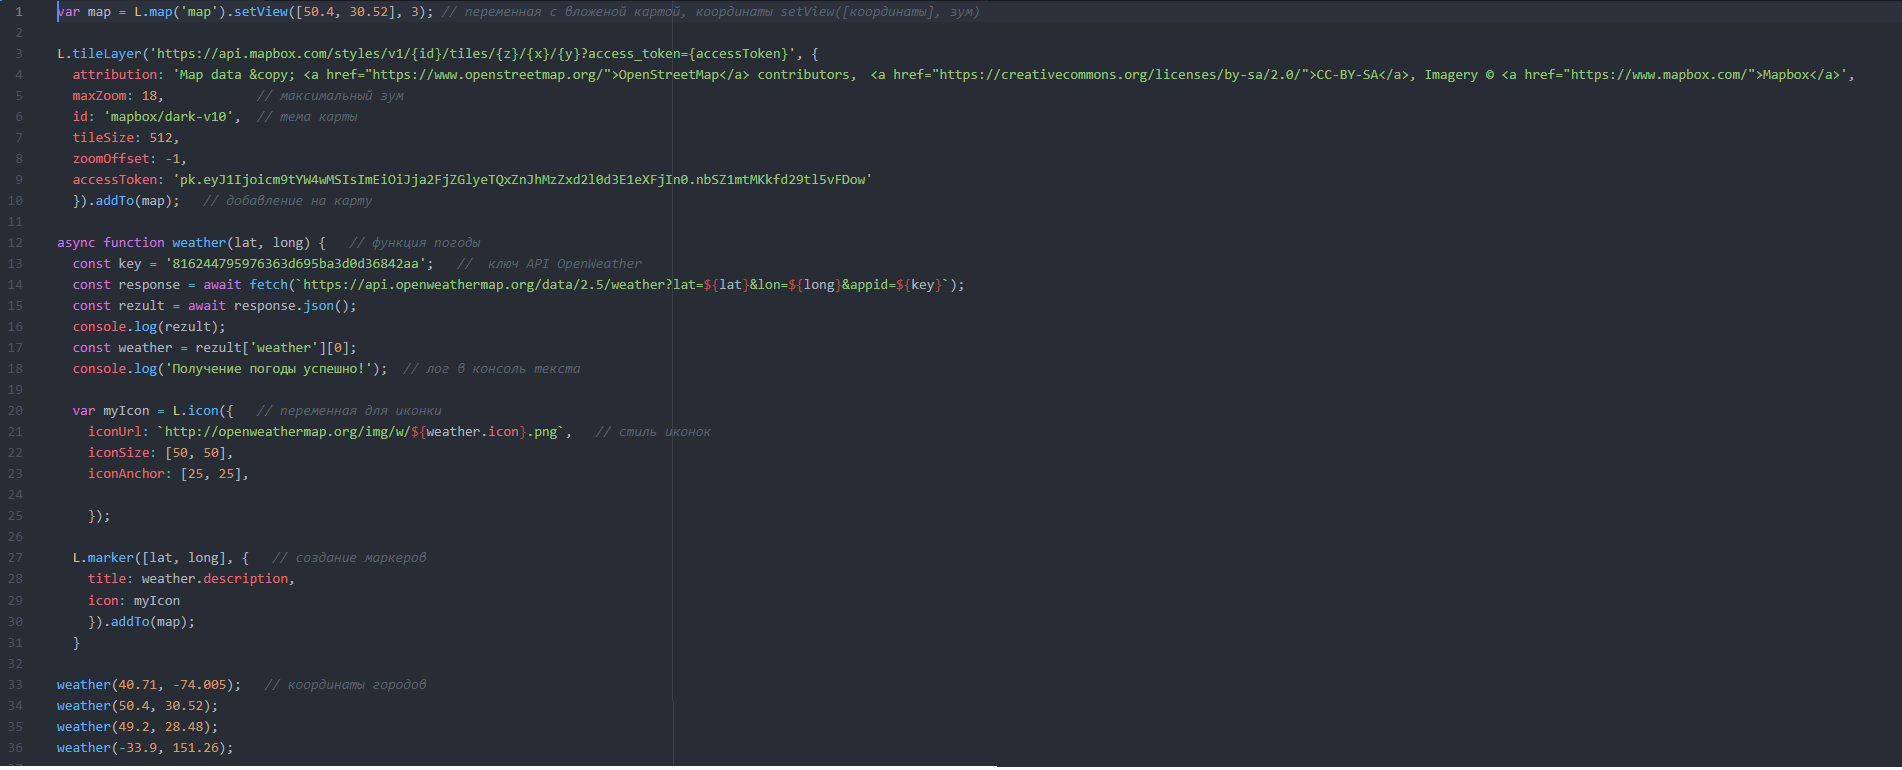 1 var map = L.map('map').setView([50.4, 30.52], 3); // переменная с вложеной картой, координаты setView([координаты], зум)
2
3 L.tileLayer('https://api.mapbox.com/styles/v1/{id}/tiles/{z}/{x}/{y}?access_token={accessToken}', {
4 attribution: 'Map data &copy; <a href="https://www.openstreetmap.org/">OpenStreetMap</a> contributors, <a href="https://creativecommons.org/licenses/by-sa/2.0/">CC-BY-SA</a>, Imagery © <a href="https://www.mapbox.com/">Mapbox</a>',
5 maxZoom: 18, // максимальный зум
6 id: 'mapbox/dark-v10', // тема карты
7 tileSize: 512,
8 zoomOffset: -1,
9 accessToken: 'pk.eyJ1Ijoicm9tYW4wMSIsImEiOiJja2FjZGlyeTQxZnJhMzZxd2l0d3E1eXFjIn0.nbSZ1mtMKkfd29tl5vFDow'
10 }).addTo(map); // добавление на карту
11
12 async function weather(lat, long) { // функция погоды
13 const key = '816244795976363d695ba3d0d36842aa'; // ключ API OpenWeather
14 const response = await fetch(`https://api.openweathermap.org/data/2.5/weather?lat=${lat}&lon=${long}&appid=${key}`);
15 const rezult = await response.json();
16 console.log(rezult);
17 const weather = rezult['weather'][0];
18 console.log('Получение погоды успешно!'); // лог в консоль текста
19
20 var myIcon = L.icon({ // переменная для иконки
21 iconUrl: `http://openweathermap.org/img/w/${weather.icon}.png`, // стиль иконок
22 iconSize: [50, 50],
23 iconAnchor: [25, 25],
24
25 });
26
27 L.marker([lat, long], { // создание маркеров
28 title: weather.description,
29 icon: myIcon
30 }).addTo(map);
31 }
32
33 weather(40.71, -74.005); // координаты городов
34 weather(50.4, 30.52);
35 weather(49.2, 28.48);
36 weather(-33.9, 151.26);